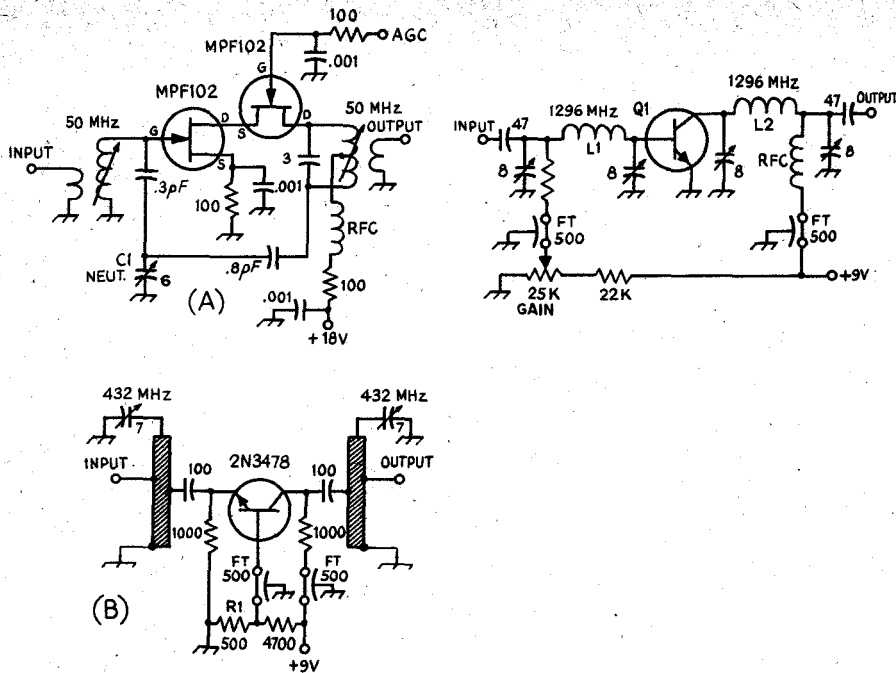 100
AGC
MPF102
.001
G
S
D
MPF102
50 MHz
INPUT
G
D
S
.3pF
100
.001
3
50 MHz
OUTPUT
RFC
C1
NEUT.
6
.8pF
100
.001
+18V
(A)
1296 MHz
L2
Q1
1296 MHz
L1
INPUT
47
8
8
8
8
47
OUTPUT
RFC
FT
500
FT
500
25K
GAIN
22K
+9V
432 MHz
7
INPUT
100
2N3478
100
432 MHz
7
OUTPUT
1000
1000
FT
500
FT
500
R1
500
4700
+9V
(B)